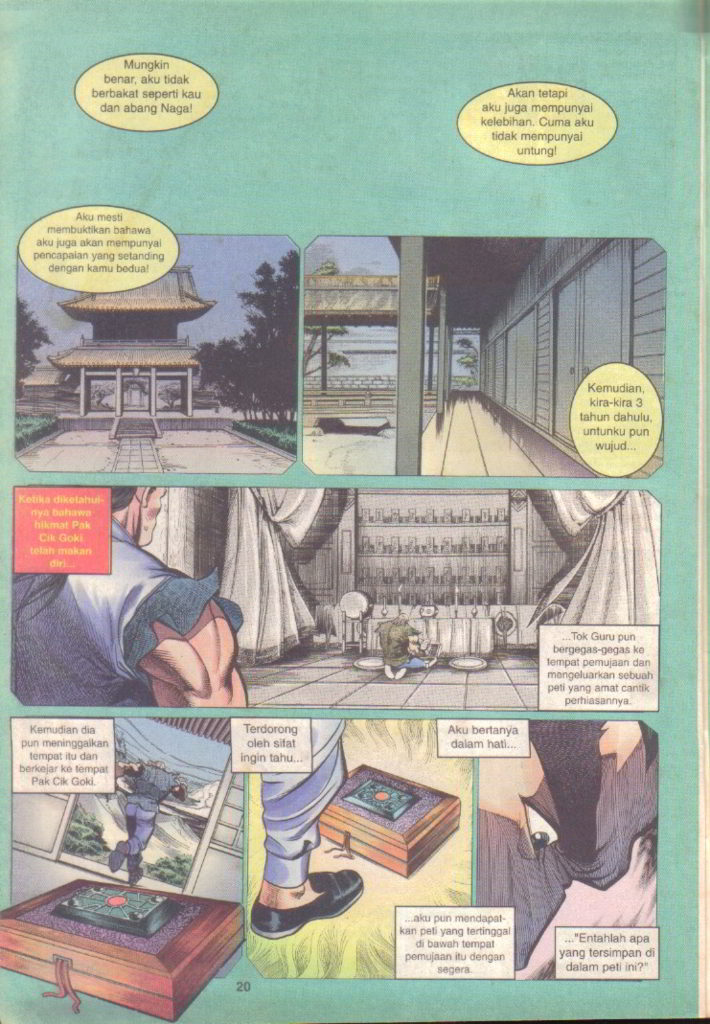 Mungkin
benar, aku tidak
berbakat seperti kau
dan abang Naga!
Akan tetapi
aku juga mempunyai
kelebihan. Cuma aku
tidak mempunyai
untung!
Aku mesti
membuktikan bahawa
aku juga akan mempunyai
pencapaian yang setanding
dengan kamu bedua!
Kemudian,
kira-kira 3
tahun dahulu,
untunku pun
wujud...
Ketika diketahui-
nya bahawa
hikmat Pak
Cik Goki
telah makan
diri...
...Tok Guru pun
bergegas-gegas ke
tempat pemujaan dan
mengeluarkan sebuah
peti yang amat cantik
perhiasannya.
Kemudian dia
pun meninggalkan
tempat itu dan
berkejar ke tempat
Pak Cik Goki.
Terdorong
oleh sifat
ingin tahu...
...aku pun mendapat-
kan peti yang tertinggal
di bawah tempat
pemujaan itu dengan
segera.
Aku bertanya
dalam hati...
..."Entahlah apa
yang tersimpan di
dalam peti ini?"
20